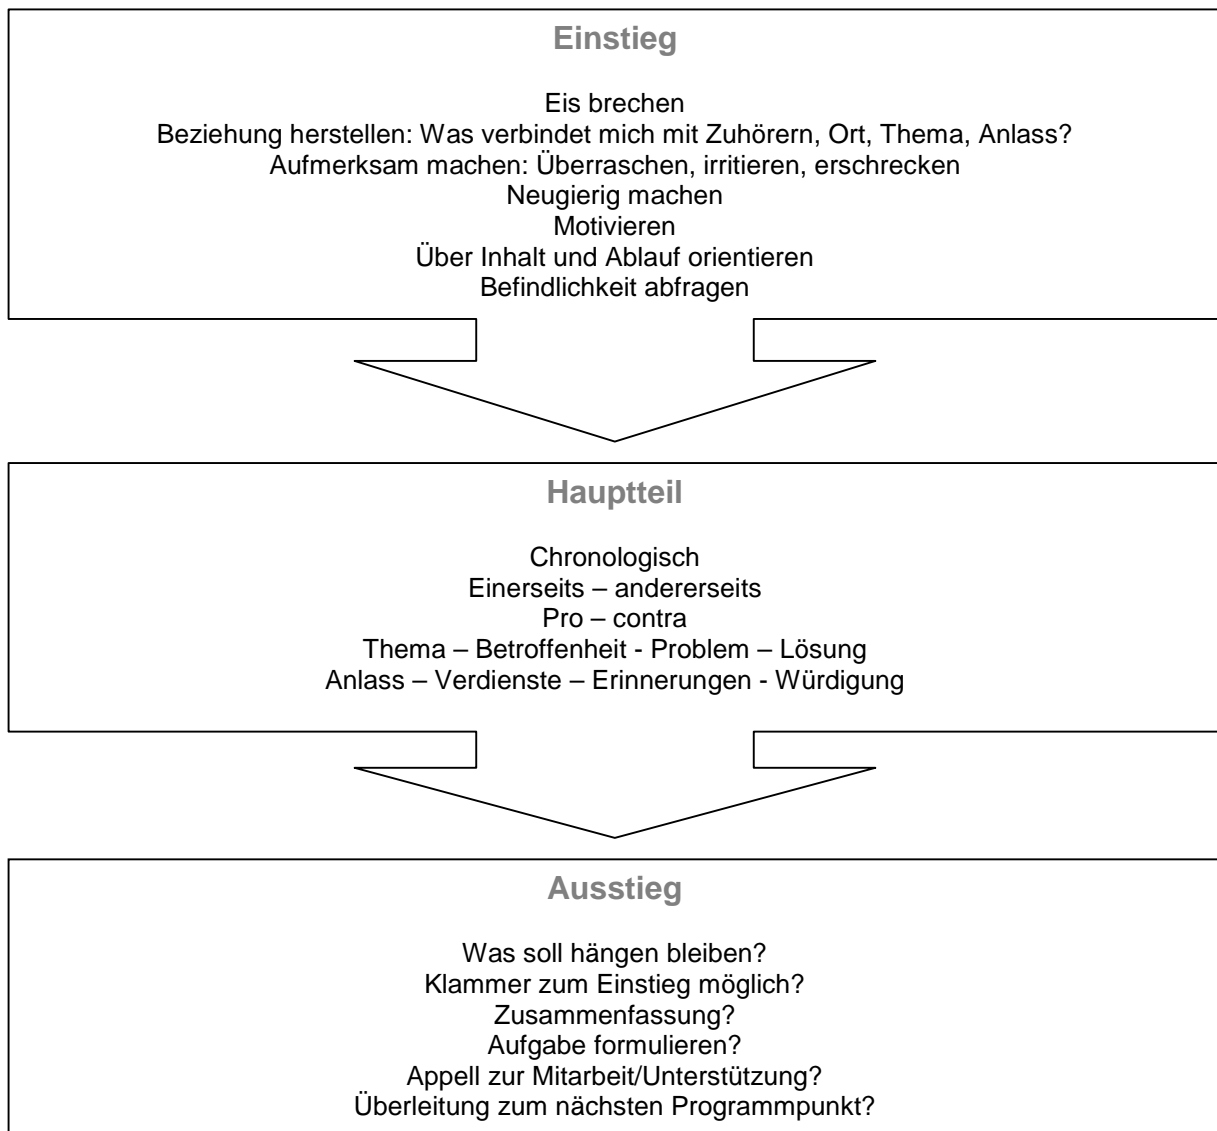 Einstieg
Eis brechen
Beziehung herstellen: Was verbindet mich mit Zuhörern, Ort, Thema, Anlass?
Aufmerksam machen: Überraschen, irritieren, erschrecken
Neugierig machen
Motivieren
Über Inhalt und Ablauf orientieren
Befindlichkeit abfragen
Hauptteil
Chronologisch
Einerseits – andererseits
Pro – contra
Thema – Betroffenheit - Problem – Lösung
Anlass – Verdienste – Erinnerungen - Würdigung
Ausstieg
Was soll hängen bleiben?
Klammer zum Einstieg möglich?
Zusammenfassung?
Aufgabe formulieren?
Appell zur Mitarbeit/Unterstützung?
Überleitung zum nächsten Programmpunkt?